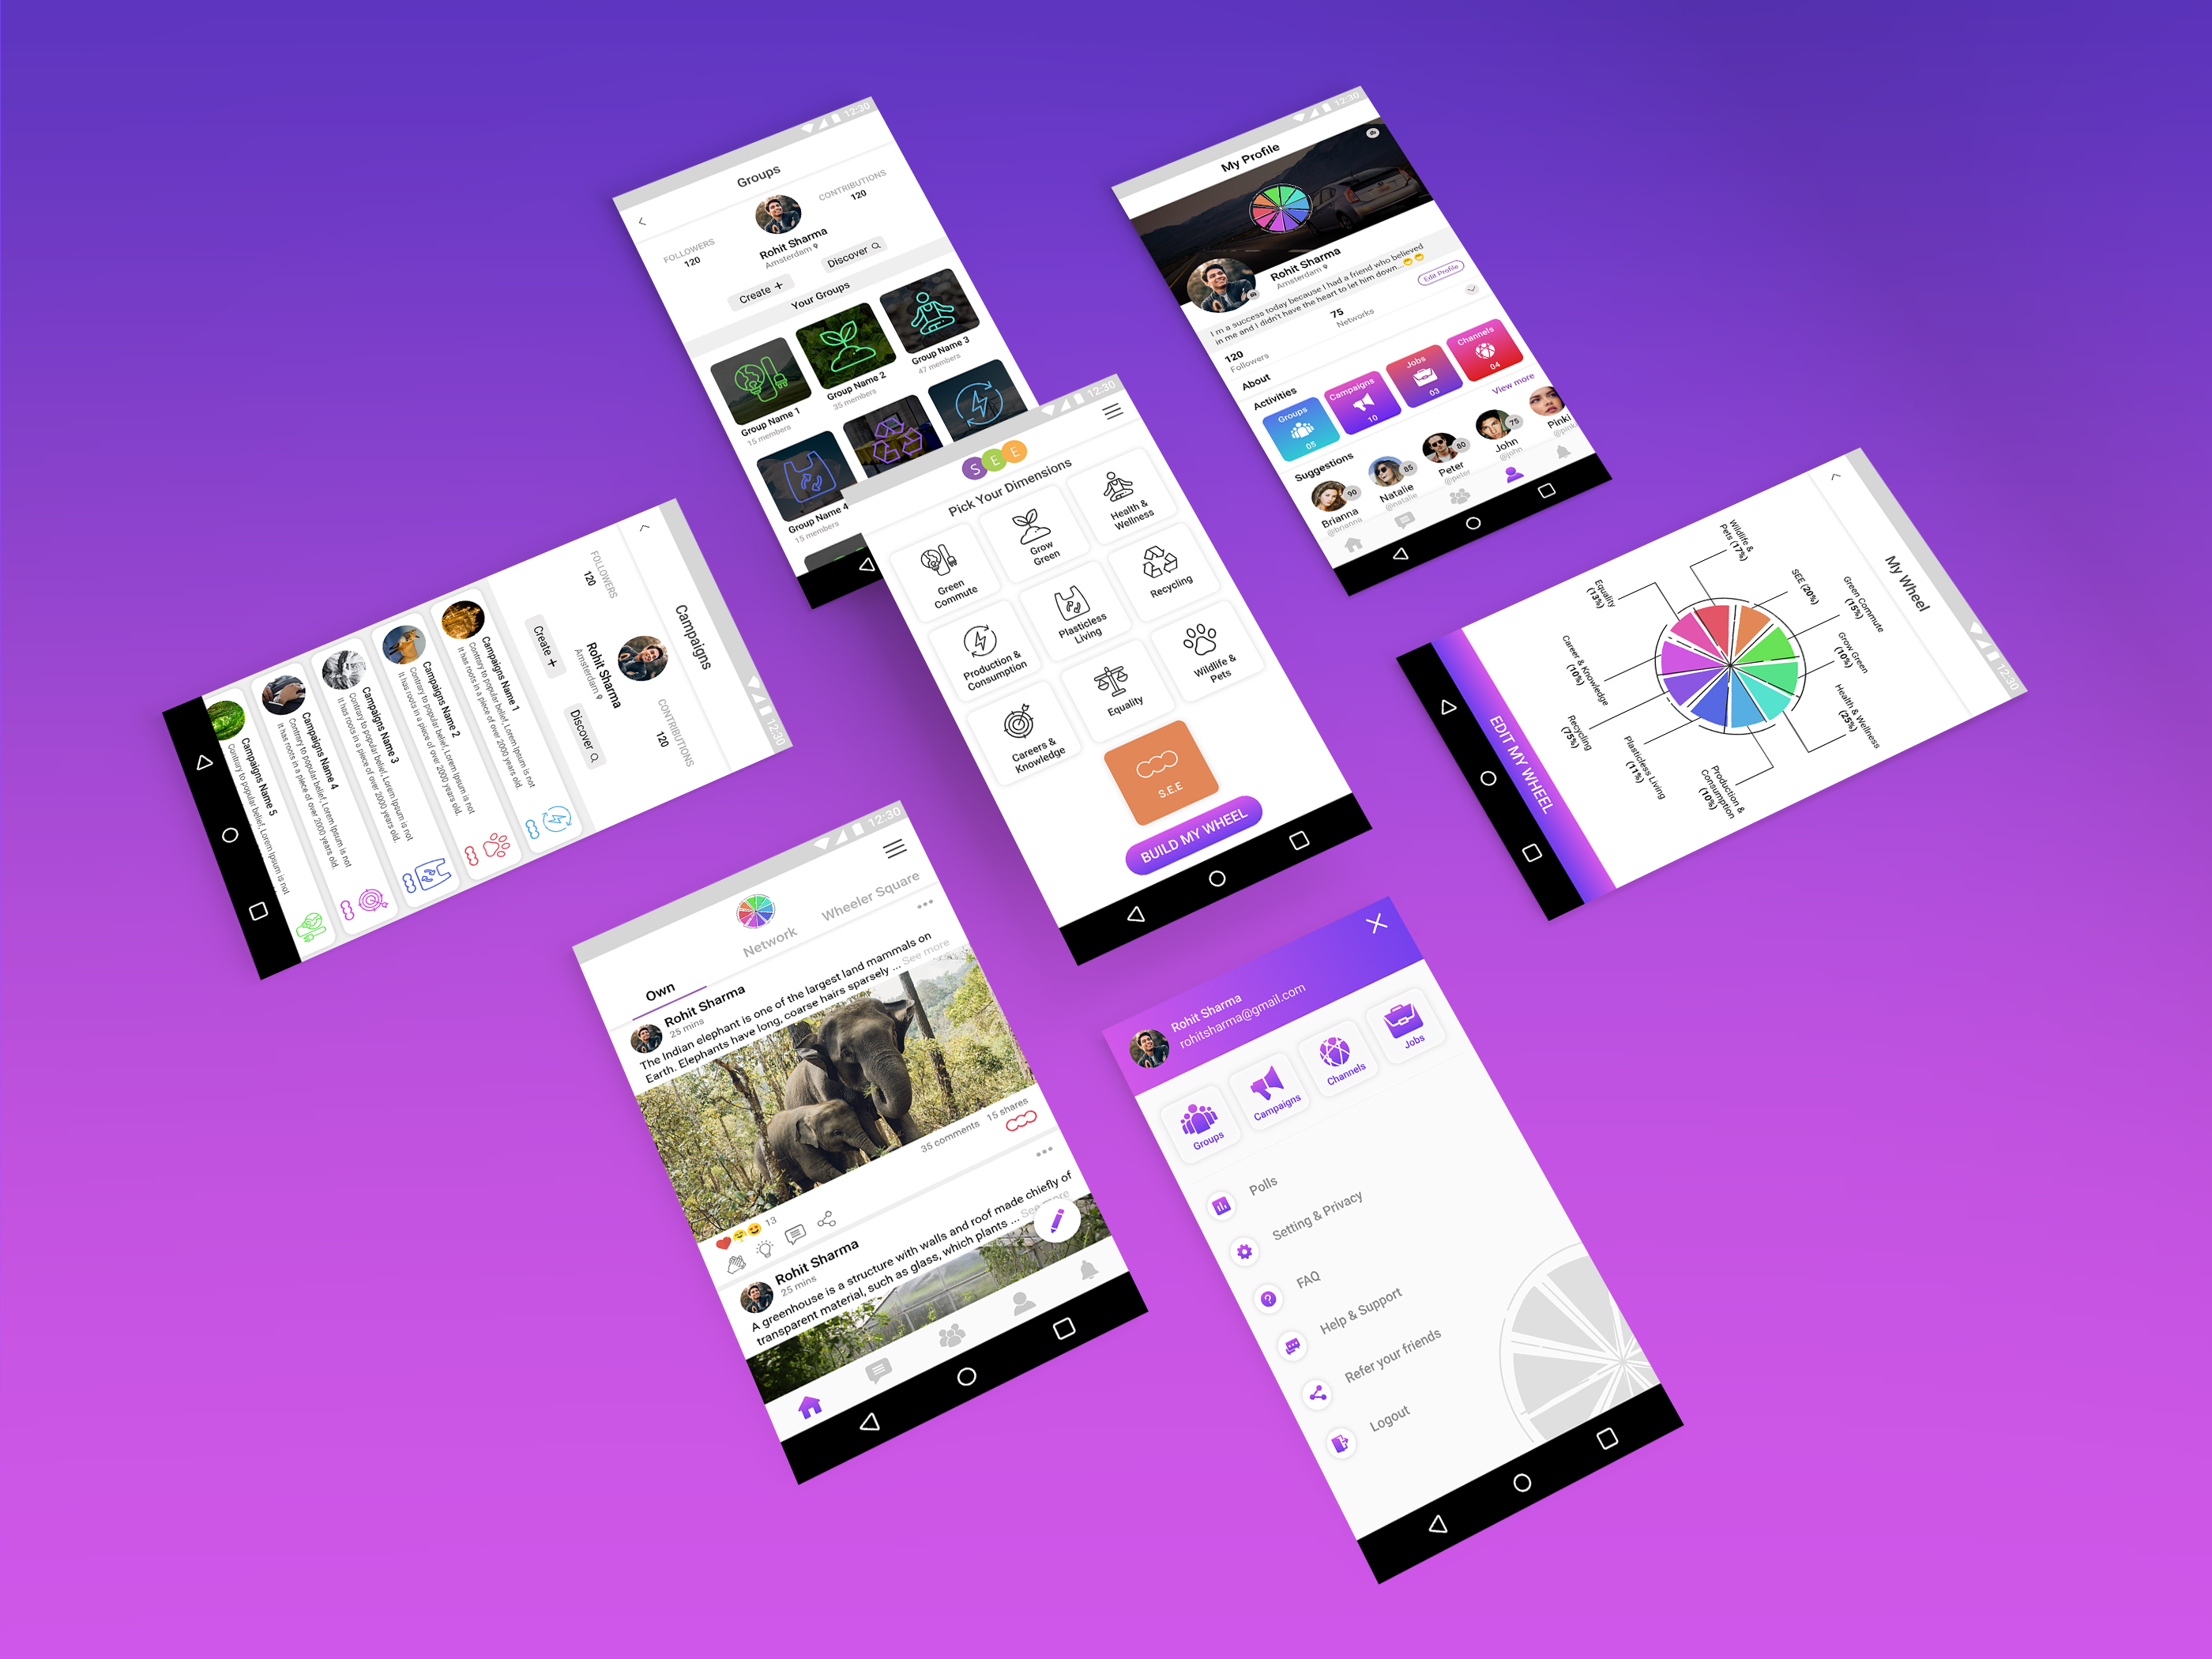 12:30
Groups
FOLLOWERS
120
CONTRIBUTIONS
120
Rohit Sharma
Amsterdam
Create +
Discover
Your Groups
Group Name 1
15 members
Group Name 2
35 members
Group Name 3
47 members
Group Name 4
15 members
12:30
My Profile
Rohit Sharma
Amsterdam
I m a success today because I had a friend who believed
in me and I didn't have the heart to let him down...
Edit Profile
120
Followers
75
Networks
About
Activities
Groups
05
Campaigns
10
Jobs
03
Channels
04
View more
Suggestions
90
Brianna
@brianna
85
Natalie
@natalie
80
Peter
@peter
75
John
@john
Pinki
12:30
SEE
Pick Your Dimensions
Green
Commute
Grow
Green
Health &
Wellness
Production &
Consumption
Plasticless
Living
Recycling
Careers &
Knowledge
Equality
Wildlife &
Pets
S.E.E
BUILD MY WHEEL
12:30
Campaigns
FOLLOWERS
120
CONTRIBUTIONS
120
Rohit Sharma
Amsterdam
Create +
Discover
Campaigns Name 1
Contrary to popular belief, Lorem Ipsum is not
It has roots in a piece of over 2000 years old.
Campaigns Name 2
Contrary to popular belief, Lorem Ipsum is not
It has roots in a piece of over 2000 years old.
Campaigns Name 3
Contrary to popular belief, Lorem Ipsum is not
It has roots in a piece of over 2000 years old.
Campaigns Name 4
Contrary to popular belief, Lorem Ipsum is not
It has roots in a piece of over 2000 years old.
Campaigns Name 5
Contrary to popular belief, Lorem Ipsum is not
12:30
My Wheel
Wildlife &
Pets (17%)
SEE (20%)
Green Commute
(15%)
Grow Green
(10%)
Health & Wellness
(25%)
Production &
Consumption
(10%)
Plasticless Living
(11%)
Recycling
(75%)
Career & Knowledge
(10%)
Equality
(13%)
EDIT MY WHEEL
12:30
Own
Network
Wheeler Square
Rohit Sharma
25 mins
The Indian elephant is one of the largest land mammals on
Earth. Elephants have long, coarse hairs sparsely ... See more
13
35 comments
15 shares
Rohit Sharma
25 mins
A greenhouse is a structure with walls and roof made chiefly of
transparent material, such as glass, which plants ... See more
Rohit Sharma
rohitsharma@gmail.com
Groups
Campaigns
Channels
Jobs
Polls
Setting & Privacy
FAQ
Help & Support
Refer your friends
Logout